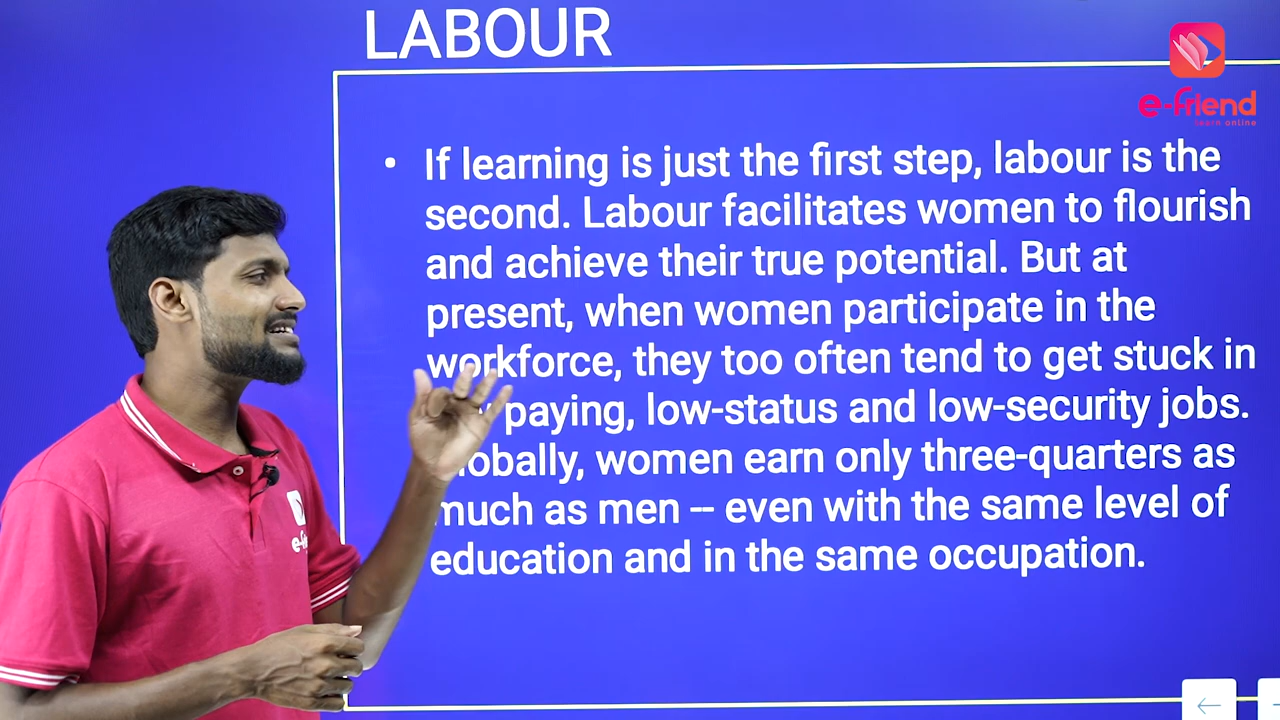 LABOUR
e-friend
learn online
• If learning is just the first step, labour is the
second. Labour facilitates women to flourish
and achieve their true potential. But at
present, when women participate in the
workforce, they too often tend to get stuck in
paying, low-status and low-security jobs.
women earn only three-quarters as
much as men -- even with the same level of
education and in the same occupation.